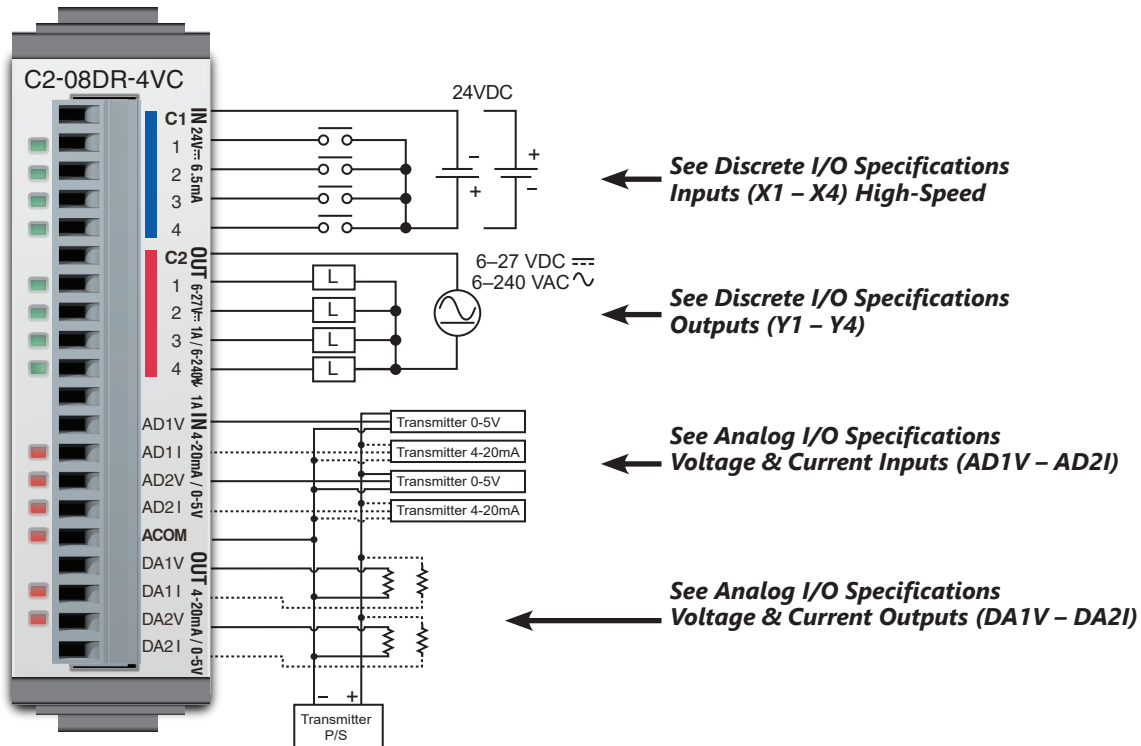 C2-08DR-4VC
C1
1
2
3
4
IN 24V⎓ 6.5mA
C2
1
2
3
4
OUT 6-27V⎓ 1A / 6-240V∿ 1A
AD1V
AD1I
AD2V
AD2I
ACOM
IN 4-20mA / 0-5V
DA1V
DA1I
DA2V
DA2I
OUT 4-20mA / 0-5V
24VDC
–
+
+
–
See Discrete I/O Specifications
Inputs (X1 – X4) High-Speed
L
L
L
L
6–27 VDC ⎓
6–240 VAC ∿
See Discrete I/O Specifications
Outputs (Y1 – Y4)
Transmitter 0-5V
Transmitter 4-20mA
Transmitter 0-5V
Transmitter 4-20mA
See Analog I/O Specifications
Voltage & Current Inputs (AD1V – AD2I)
See Analog I/O Specifications
Voltage & Current Outputs (DA1V – DA2I)
– +
Transmitter
P/S